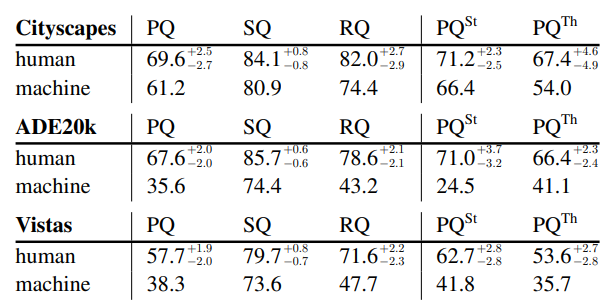 Cityscapes PQ SQ RQ PQ^St PQ^Th
human 69.6 +2.5 −2.7 84.1 +0.8 −0.8 82.0 +2.7 −2.9 71.2 +2.3 −2.5 67.4 +4.6 −4.9
machine 61.2 80.9 74.4 66.4 54.0
ADE20k PQ SQ RQ PQ^St PQ^Th
human 67.6 +2.0 −2.0 85.7 +0.6 −0.6 78.6 +2.1 −2.1 71.0 +3.7 −3.2 66.4 +2.3 −2.4
machine 35.6 74.4 43.2 24.5 41.1
Vistas PQ SQ RQ PQ^St PQ^Th
human 57.7 +1.9 −2.0 79.7 +0.8 −0.7 71.6 +2.2 −2.3 62.7 +2.8 −2.8 53.6 +2.7 −2.8
machine 38.3 73.6 47.7 41.8 35.7